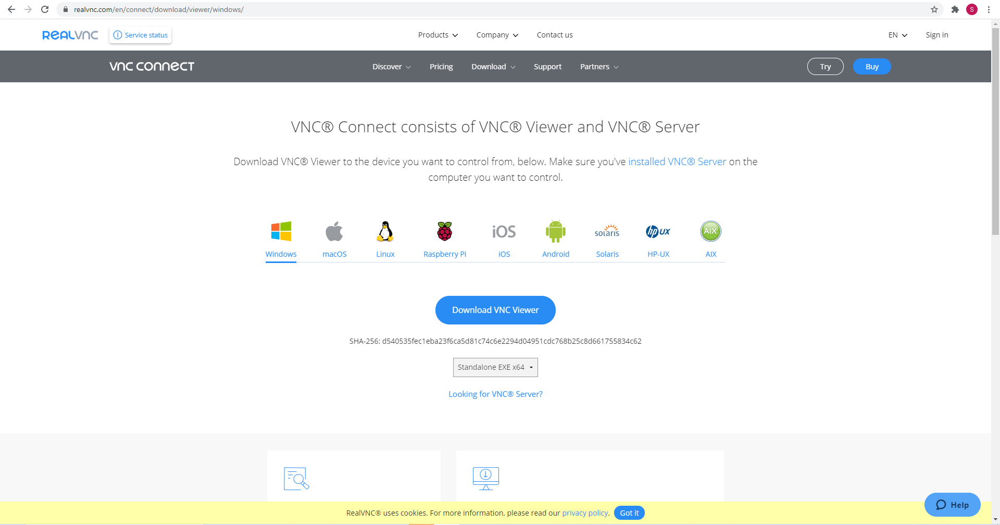 realvnc.com/en/connect/download/viewer/windows/
S
REALVNC
Service status
Products
Company
Contact us
EN
Sign in
VNC CONNECT
Discover
Pricing
Download
Support
Partners
Try
Buy
VNC® Connect consists of VNC® Viewer and VNC® Server
Download VNC® Viewer to the device you want to control from, below. Make sure you've installed VNC® Server on the
computer you want to control.
iOS
solaris
hp UX
AIX
Windows
macOS
Linux
Raspberry Pi
iOS
Android
Solaris
HP-UX
AIX
Download VNC Viewer
SHA-256: d540535fec1eba23f6ca5d81c74c6e2294d04951cdc768b25c8d661755834c62
Standalone EXE x64
Looking for VNC® Server?
RealVNC® uses cookies. For more information, please read our privacy policy.
Got it
Help